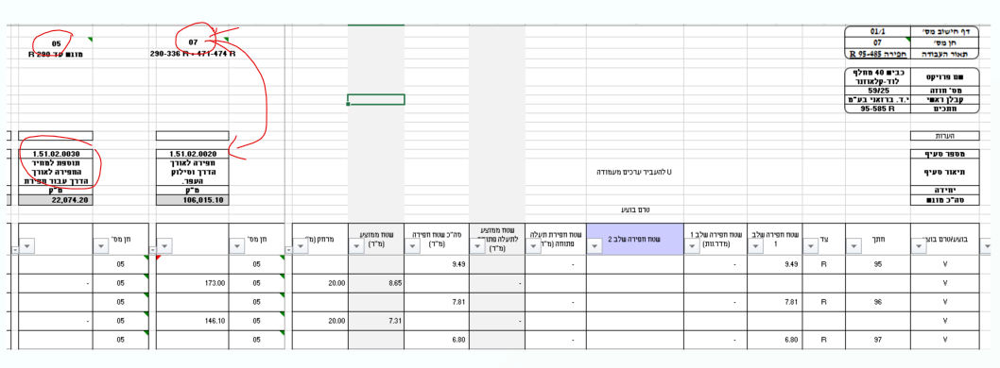 דף חישוב מס' 01/1
חן מס' 07
תאור העבודה חפירה R 95-485
שם פרויקט כביש 40 מחלף לוד-קלאוזנר
מס' חוזה 59/25
קבלן ראשי י.ד. ברזאני בע"מ
חתכים 95-585 R
07
290-336 R + 471-474 R
05
מוגש עד 290 R
הערות
מספר סעיף 1.51.02.0020 1.51.02.0030
תיאור סעיף
חפירה לאורך הדרך וסילוק העפר.
תוספת למחיר החפירה לאורך הדרך עבור חפירת
יחידה מ"ק מ"ק
סה"כ מוגש 106,015.10 22,074.20
U להעביר ערכים מעמודה
טרם בוצע
בוצע/טרם בוצ
חתך
צד
שטח חפירה שלב 1
שטח חפירה שלב 1 (מדרגות)
שטח חפירה שלב 2
שטח חפירת תעלה פתוחה (מ"ר
שטח ממוצע לתעלה פתוח (מ"ר)
סה"כ שטח חפירה (מ"ר)
שטח ממוצע (מ"ר)
מרחק (מ'
חן מס'
חן מס'
V 95 R 9.49 - - 9.49 05 05
V - 8.65 20.00 05 173.00 05 -
V 96 R 7.81 - - 7.81 05 05
V - 7.31 20.00 05 146.10 05 -
V 97 R 6.80 - - 6.80 05 05